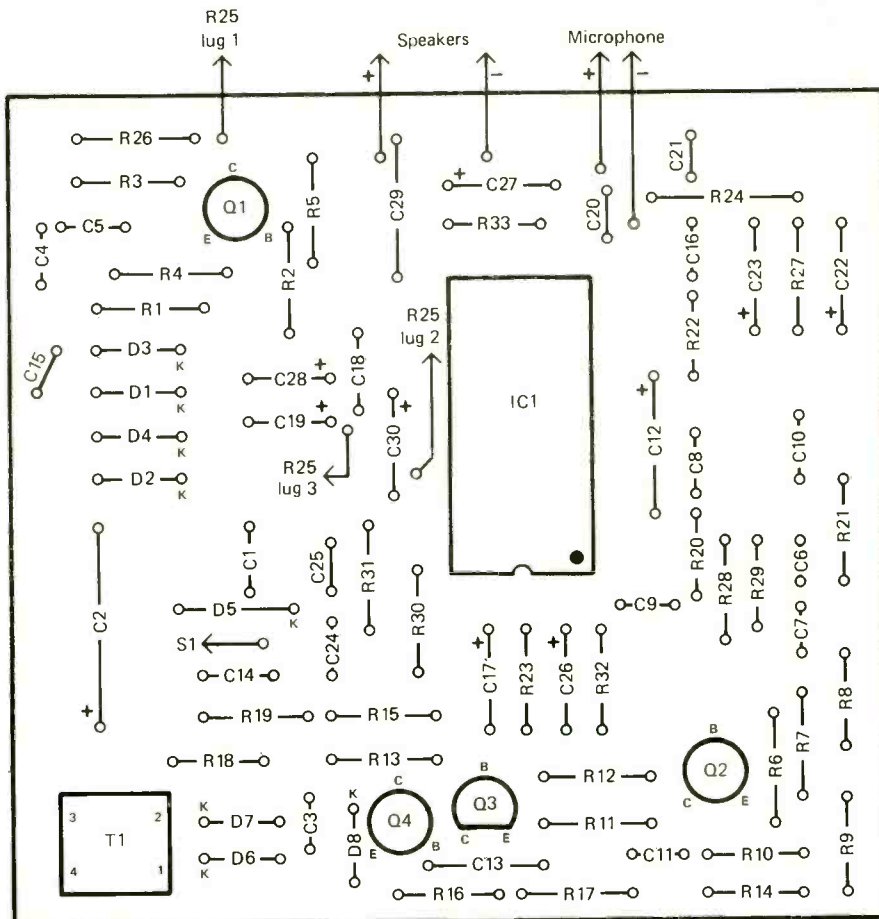 R25
lug 1
Speakers
Microphone
+
-
+
-
R26
C
R3
Q1
E
B
R5
C29
+
C27
R33
C20
C21
R24
C4
C5
R4
R2
R1
C16
C23
+
R27
C22
+
R22
C15
D3
K
D1
K
D4
K
D2
K
C28
+
C19
+
C18
R25
lug 2
+
C30
R25
lug 3
IC1
+
C12
C8
C10
R21
R20
R28
R29
C6
C7
C9
C2
+
C1
C25
R31
R30
D5
K
S1
C24
C14
R19
R15
R18
R13
+
C17
R23
+
C26
R32
R8
R7
R6
B
Q2
C
E
R12
R11
B
Q3
C
E
C
Q4
E
B
3
2
T1
4
1
K
D7
K
D6
C3
K
D8
C13
C11
R10
R9
R16
R17
R14